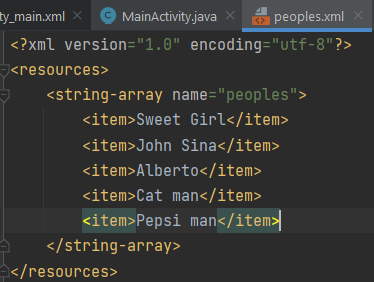 ty_main.xml MainActivity.java peoples.xml
<?xml version="1.0" encoding="utf-8"?>
<resources>
<string-array name="peoples">
<item>Sweet Girl</item>
<item>John Sina</item>
<item>Alberto</item>
<item>Cat man</item>
<item>Pepsi man</item>
</string-array>
</resources>